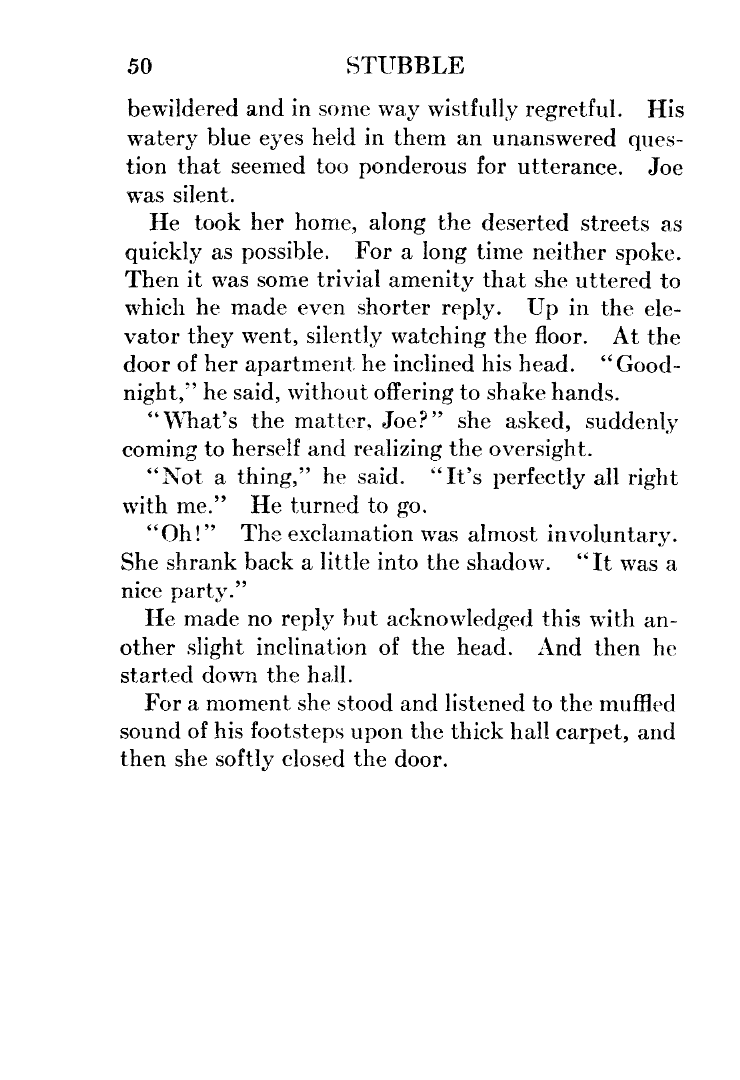 50 STUBBLE
bewildered and in some way wistfully regretful. His
watery blue eyes held in them an unanswered ques-
tion that seemed too ponderous for utterance. Joe
was silent.
He took her home, along the deserted streets as
quickly as possible. For a long time neither spoke.
Then it was some trivial amenity that she uttered to
which he made even shorter reply. Up in the ele-
vator they went, silently watching the floor. At the
door of her apartment he inclined his head. “Good-
night,” he said, without offering to shake hands.
“What’s the matter, Joe?” she asked, suddenly
coming to herself and realizing the oversight.
“Not a thing,” he said. “It’s perfectly all right
with me.” He turned to go.
“Oh!” The exclamation was almost involuntary.
She shrank back a little into the shadow. “It was a
nice party.”
He made no reply but acknowledged this with an-
other slight inclination of the head. And then he
started down the hall.
For a moment she stood and listened to the muffled
sound of his footsteps upon the thick hall carpet, and
then she softly closed the door.